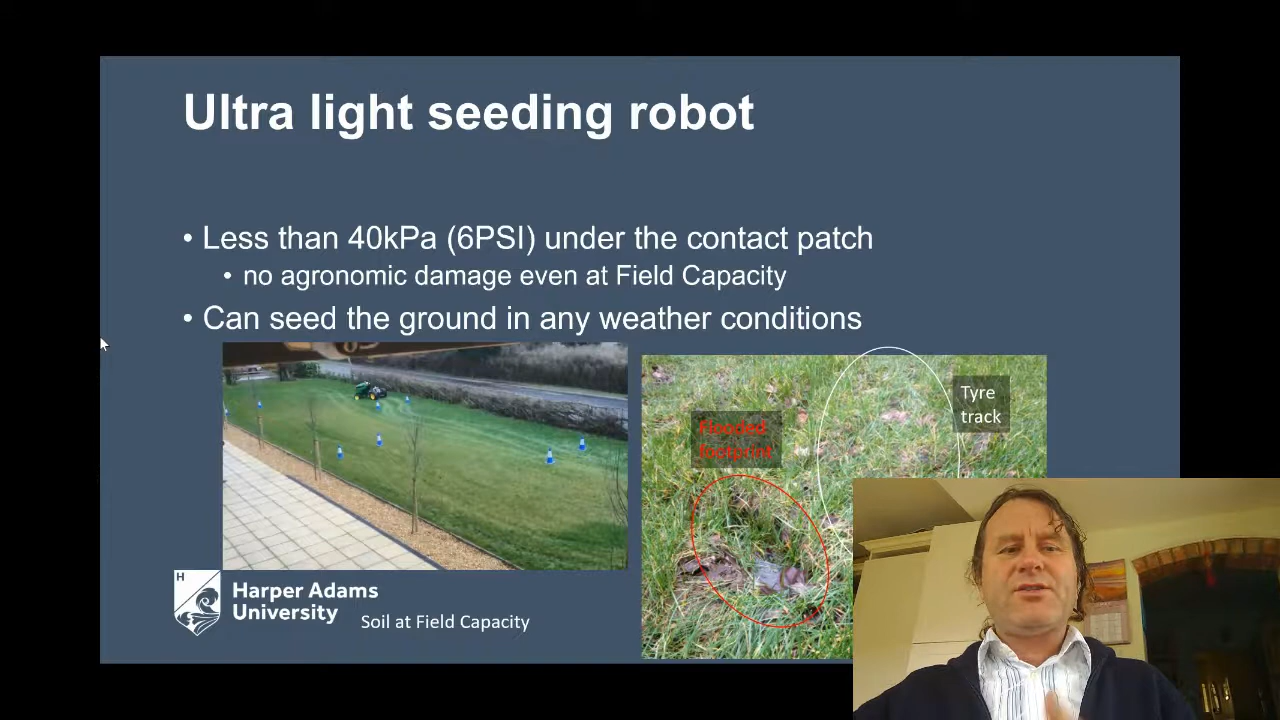 Ultra light seeding robot
• Less than 40kPa (6PSI) under the contact patch
• no agronomic damage even at Field Capacity
• Can seed the ground in any weather conditions
Tyre
track
Flooded
footprint
H
Harper Adams
University
Soil at Field Capacity